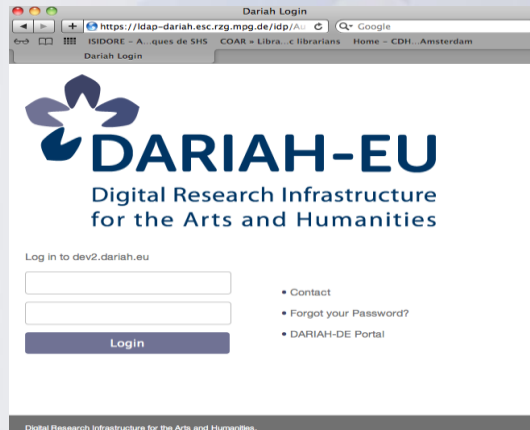 Dariah Login
https://ldap-dariah.esc.rzg.mpg.de/idp/Au
Google
ISIDORE – A...ques de SHS COAR » Libra...c librarians Home – CDH...Amsterdam
Dariah Login
DARIAH-EU
Digital Research Infrastructure
for the Arts and Humanities
Log in to dev2.dariah.eu
• Contact
• Forgot your Password?
• DARIAH-DE Portal
Login
Digital Research Infrastructure for the Arts and Humanities.